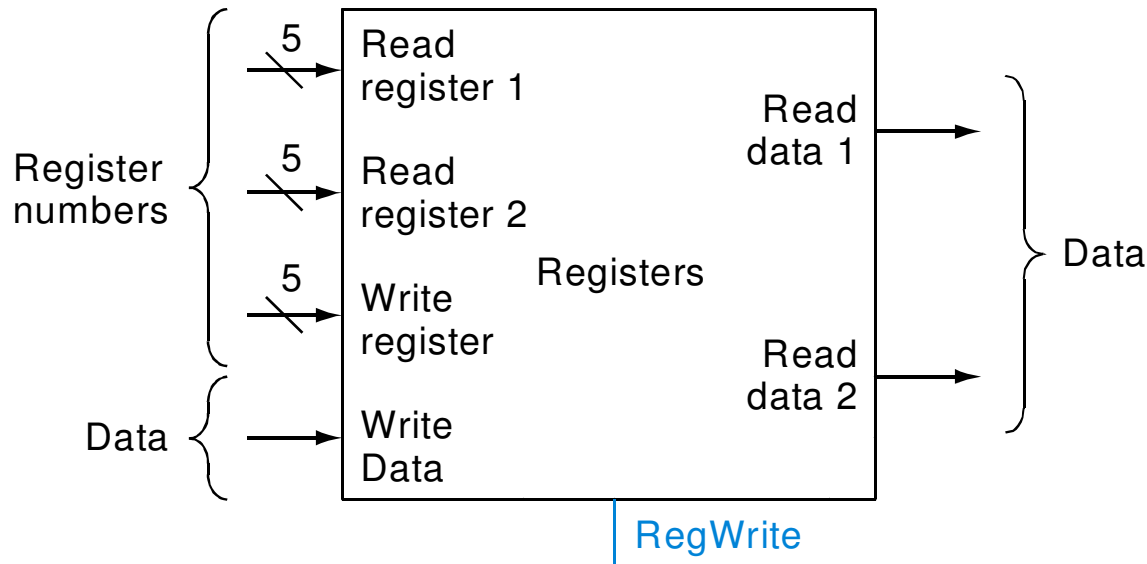 Register
numbers
Data
5
5
5
Read
register 1
Read
register 2
Write
register
Write
Data
Registers
Read
data 1
Read
data 2
Data
RegWrite